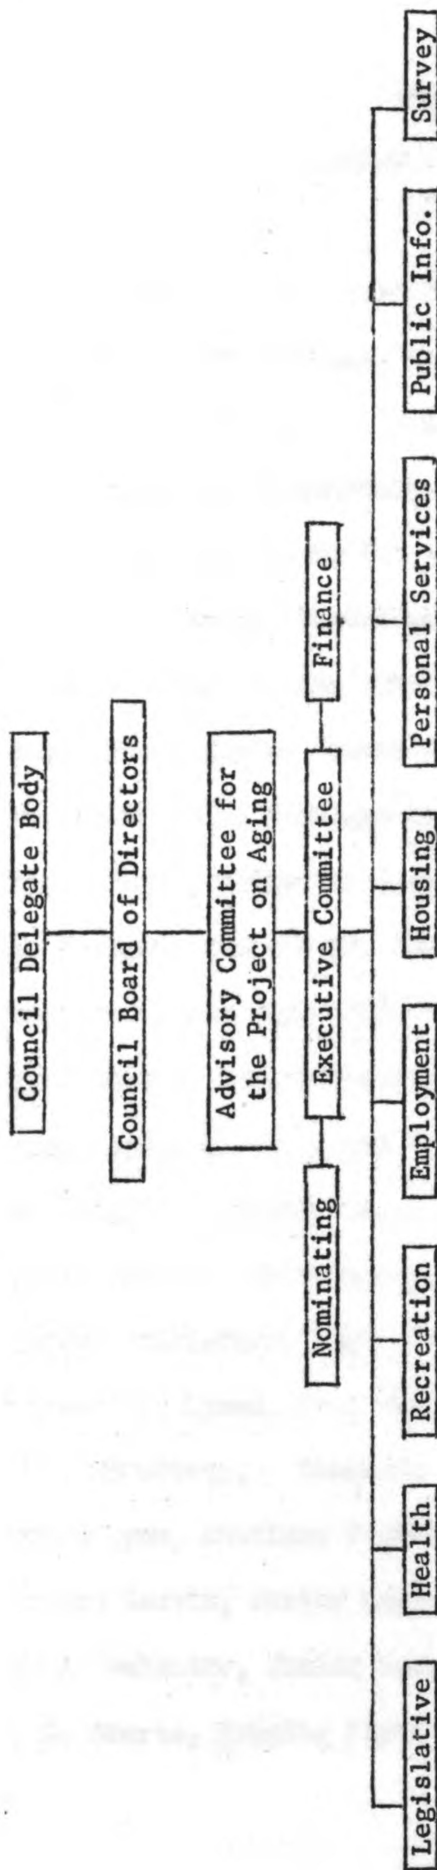 Council Delegate Body
Council Board of Directors
Advisory Committee for
the Project on Aging
Nominating
Executive Committee
Finance
Legislative
Health
Recreation
Employment
Housing
Personal Services
Public Info.
Survey